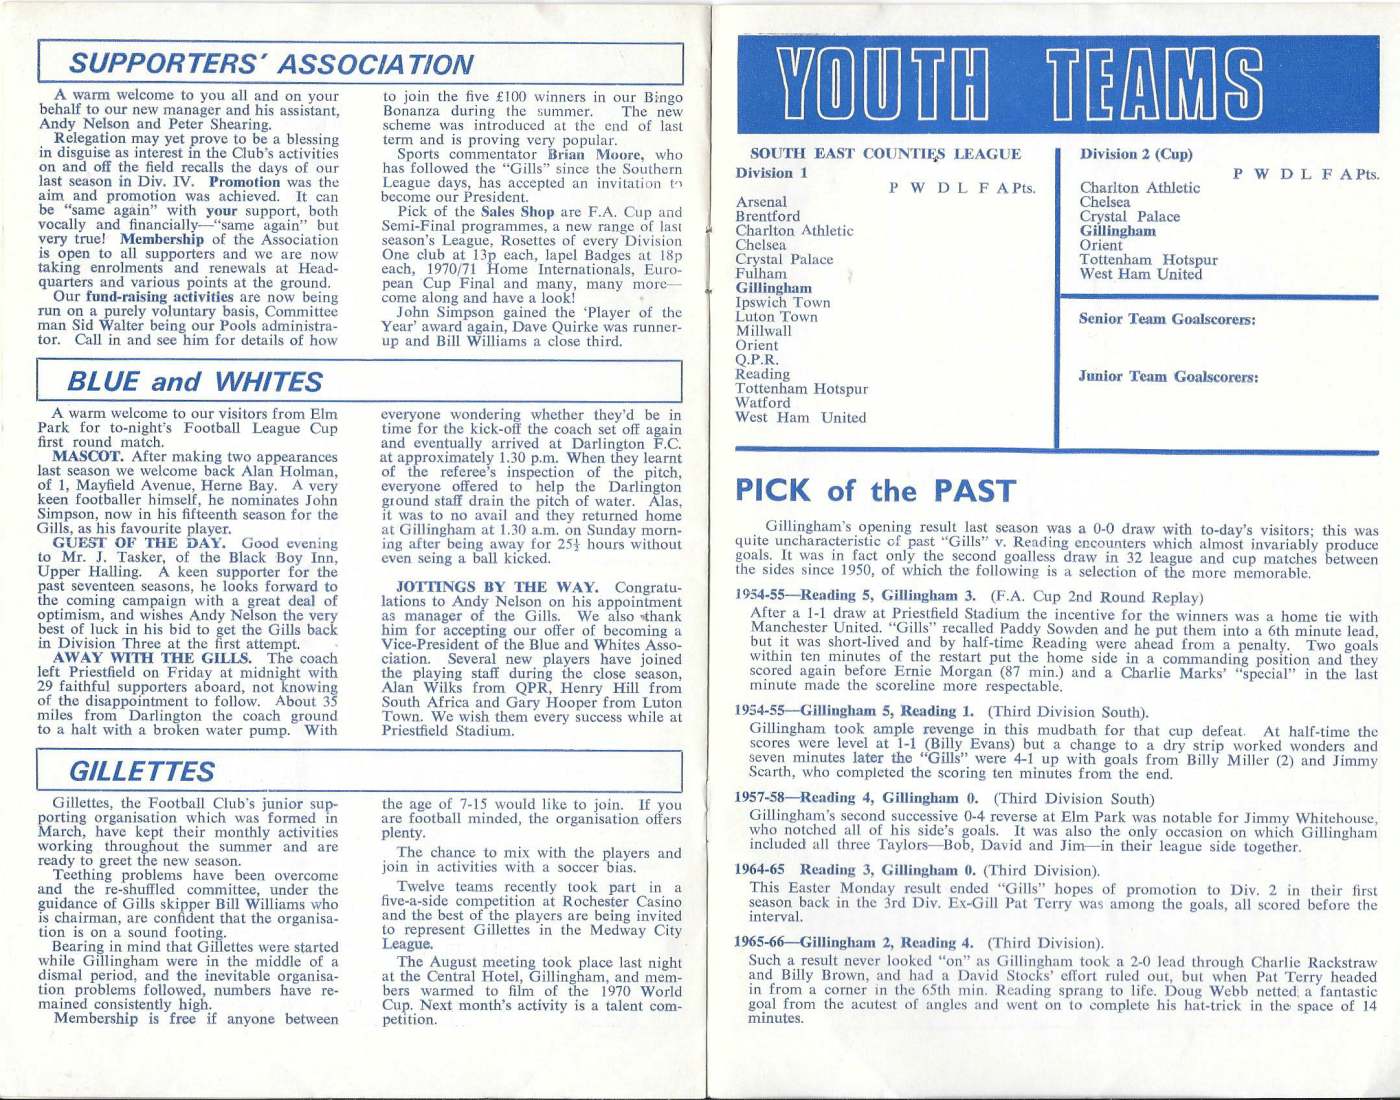 SUPPORTERS' ASSOCIATION
A warm welcome to you all and on your
behalf to our new manager and his assistant,
Andy Nelson and Peter Shearing.
Relegation may yet prove to be a blessing
in disguise as interest in the Club's activities
on and off the field recalls the days of our
last season in Div. IV. Promotion was the
aim and promotion was achieved. It can
be "same again" with your support, both
vocally and financially—"same again" but
very true! Membership of the Association
is open to all supporters and we are now
taking enrolments and renewals at Head-
quarters and various points at the ground.
Our fund-raising activities are now being
run on a purely voluntary basis, Committee
man Sid Walter being our Pools administra-
tor. Call in and see him for details of how
to join the five £100 winners in our Bingo
Bonanza during the summer. The new
scheme was introduced at the end of last
term and is proving very popular.
Sports commentator Brian Moore, who
has followed the "Gills" since the Southern
League days, has accepted an invitation to
become our President.
Pick of the Sales Shop are F.A. Cup and
Semi-Final programmes, a new range of last
season's League, Rosettes of every Division
One club at 13p each, lapel Badges at 18p
each, 1970/71 Home Internationals, Euro-
pean Cup Final and many, many more—
come along and have a look!
John Simpson gained the 'Player of the
Year' award again, Dave Quirke was runner-
up and Bill Williams a close third.
BLUE and WHITES
A warm welcome to our visitors from Elm
Park for to-night's Football League Cup
first round match.
MASCOT. After making two appearances
last season we welcome back Alan Holman,
of 1, Mayfield Avenue, Herne Bay. A very
keen footballer himself, he nominates John
Simpson, now in his fifteenth season for the
Gills, as his favourite player.
GUEST OF THE DAY. Good evening
to Mr. J. Tasker, of the Black Boy Inn,
Upper Halling. A keen supporter for the
past seventeen seasons, he looks forward to
the coming campaign with a great deal of
optimism, and wishes Andy Nelson the very
best of luck in his bid to get the Gills back
in Division Three at the first attempt.
AWAY WITH THE GILLS. The coach
left Priestfield on Friday at midnight with
29 faithful supporters aboard, not knowing
of the disappointment to follow. About 35
miles from Darlington the coach ground
to a halt with a broken water pump. With
everyone wondering whether they'd be in
time for the kick-off the coach set off again
and eventually arrived at Darlington F.C.
at approximately 1.30 p.m. When they learnt
of the referee's inspection of the pitch,
everyone offered to help the Darlington
ground staff drain the pitch of water. Alas,
it was to no avail and they returned home
at Gillingham at 1.30 a.m. on Sunday morn-
ing after being away for 25½ hours without
even seing a ball kicked.
JOTTINGS BY THE WAY. Congratu-
lations to Andy Nelson on his appointment
as manager of the Gills. We also thank
him for accepting our offer of becoming a
Vice-President of the Blue and Whites Asso-
ciation. Several new players have joined
the playing staff during the close season,
Alan Wilks from QPR, Henry Hill from
South Africa and Gary Hooper from Luton
Town. We wish them every success while at
Priestfield Stadium.
GILLETTES
Gillettes, the Football Club's junior sup-
porting organisation which was formed in
March, have kept their monthly activities
working throughout the summer and are
ready to greet the new season.
Teething problems have been overcome
and the re-shuffled committee, under the
guidance of Gills skipper Bill Williams who
is chairman, are confident that the organisa-
tion is on a sound footing.
Bearing in mind that Gillettes were started
while Gillingham were in the middle of a
dismal period, and the inevitable organisa-
tion problems followed, numbers have re-
mained consistently high.
Membership is free if anyone between
the age of 7-15 would like to join. If you
are football minded, the organisation offers
plenty.
The chance to mix with the players and
join in activities with a soccer bias.
Twelve teams recently took part in a
five-a-side competition at Rochester Casino
and the best of the players are being invited
to represent Gillettes in the Medway City
League.
The August meeting took place last night
at the Central Hotel, Gillingham, and mem-
bers warmed to film of the 1970 World
Cup. Next month's activity is a talent com-
petition.
YOUTH TEAMS
SOUTH EAST COUNTIES LEAGUE
Division 1
P W D L F A Pts.
Arsenal
Brentford
Charlton Athletic
Chelsea
Crystal Palace
Fulham
Gillingham
Ipswich Town
Luton Town
Millwall
Orient
Q.P.R.
Reading
Tottenham Hotspur
Watford
West Ham United
Division 2 (Cup)
P W D L F A Pts.
Charlton Athletic
Chelsea
Crystal Palace
Gillingham
Orient
Tottenham Hotspur
West Ham United
Senior Team Goalscorers:
Junior Team Goalscorers:
PICK of the PAST
Gillingham's opening result last season was a 0-0 draw with to-day's visitors; this was
quite uncharacteristic of past "Gills" v. Reading encounters which almost invariably produce
goals. It was in fact only the second goalless draw in 32 league and cup matches between
the sides since 1950, of which the following is a selection of the more memorable.
1954-55—Reading 5, Gillingham 3. (F.A. Cup 2nd Round Replay)
After a 1-1 draw at Priestfield Stadium the incentive for the winners was a home tie with
Manchester United. "Gills" recalled Paddy Sowden and he put them into a 6th minute lead,
but it was short-lived and by half-time Reading were ahead from a penalty. Two goals
within ten minutes of the restart put the home side in a commanding position and they
scored again before Ernie Morgan (87 min.) and a Charlie Marks' "special" in the last
minute made the scoreline more respectable.
1954-55—Gillingham 5, Reading 1. (Third Division South).
Gillingham took ample revenge in this mudbath for that cup defeat. At half-time the
scores were level at 1-1 (Billy Evans) but a change to a dry strip worked wonders and
seven minutes later the "Gills" were 4-1 up with goals from Billy Miller (2) and Jimmy
Scarth, who completed the scoring ten minutes from the end.
1957-58—Reading 4, Gillingham 0. (Third Division South)
Gillingham's second successive 0-4 reverse at Elm Park was notable for Jimmy Whitehouse,
who notched all of his side's goals. It was also the only occasion on which Gillingham
included all three Taylors—Bob, David and Jim—in their league side together.
1964-65 Reading 3, Gillingham 0. (Third Division).
This Easter Monday result ended "Gills" hopes of promotion to Div. 2 in their first
season back in the 3rd Div. Ex-Gill Pat Terry was among the goals, all scored before the
interval.
1965-66—Gillingham 2, Reading 4. (Third Division).
Such a result never looked "on" as Gillingham took a 2-0 lead through Charlie Rackstraw
and Billy Brown, and had a David Stocks' effort ruled out, but when Pat Terry headed
in from a corner in the 65th min. Reading sprang to life. Doug Webb netted a fantastic
goal from the acutest of angles and went on to complete his hat-trick in the space of 14
minutes.